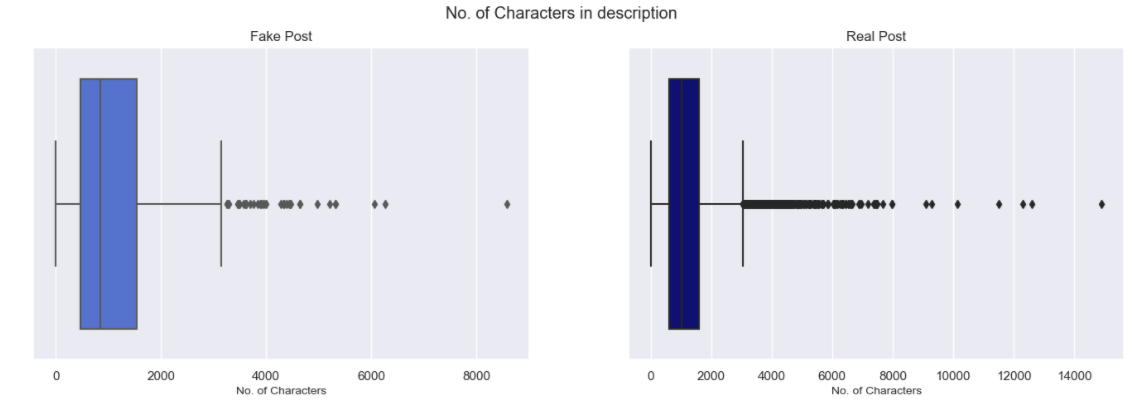 No. of Characters in description
Fake Post
0 2000 4000 6000 8000
No. of Characters
Real Post
0 2000 4000 6000 8000 10000 12000 14000
No. of Characters